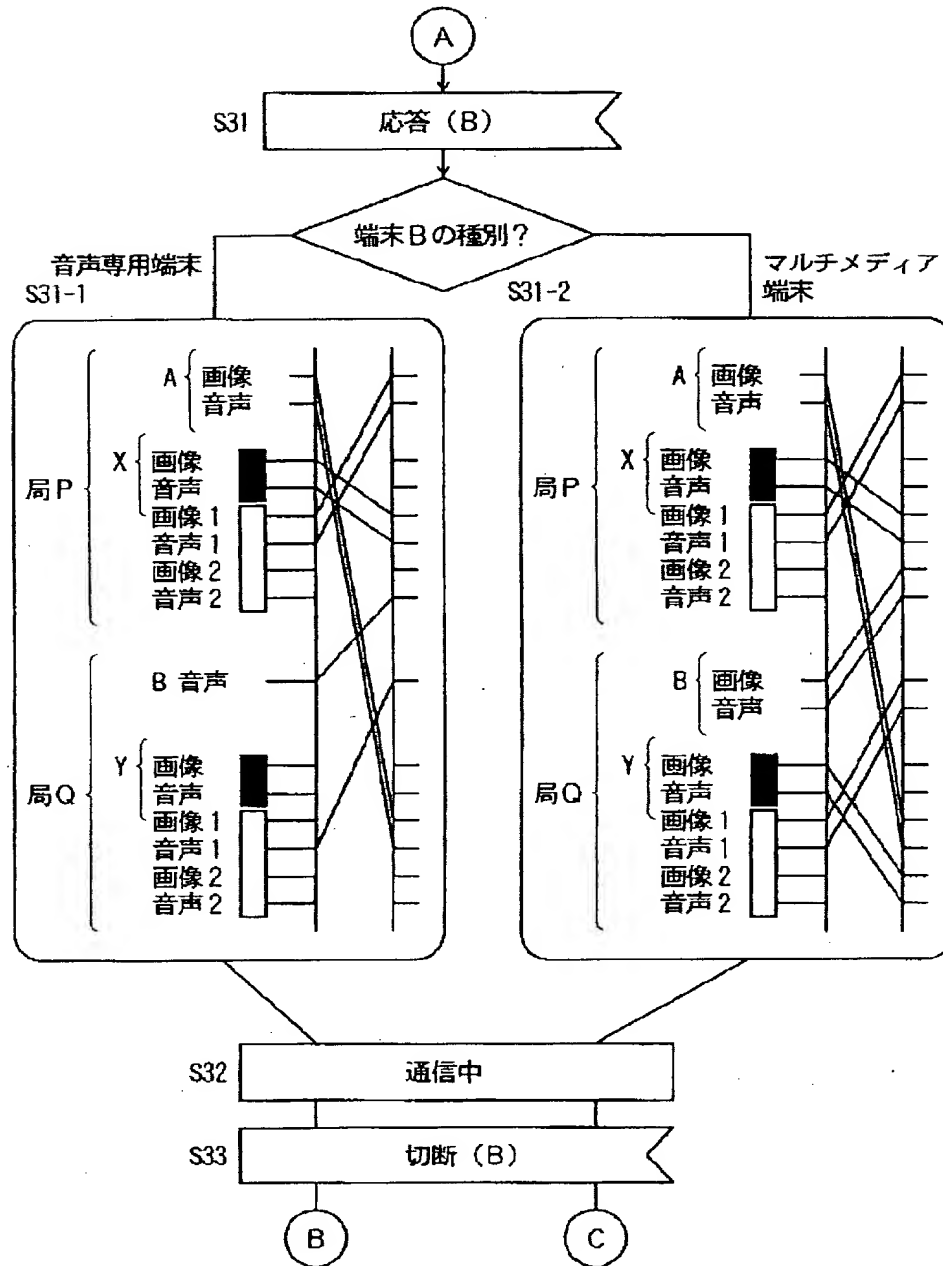 A
S31
応答（B）
端末Bの種別？
音声専用端末
S31-1
S31-2
マルチメディア
端末
局P
A
画像
音声
X
画像
音声
画像1
音声1
画像2
音声2
局Q
B 音声
Y
画像
音声
画像1
音声1
画像2
音声2
局P
A
画像
音声
X
画像
音声
画像1
音声1
画像2
音声2
局Q
B
画像
音声
Y
画像
音声
画像1
音声1
画像2
音声2
S32
通信中
S33
切断（B）
B
C